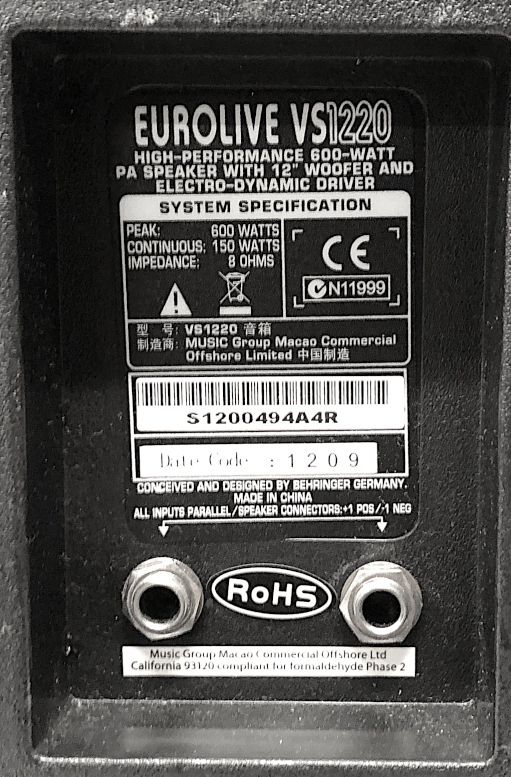 EUROLIVE VS1220
HIGH-PERFORMANCE 600-WATT
PA SPEAKER WITH 12" WOOFER AND
ELECTRO-DYNAMIC DRIVER
SYSTEM SPECIFICATION
PEAK: 600 WATTS
CONTINUOUS: 150 WATTS
IMPEDANCE: 8 OHMS
CE
N11999
型 号: VS1220 音箱
制造商: MUSIC Group Macao Commercial
Offshore Limited 中国制造
S1200494A4R
Date Code : 1209
CONCEIVED AND DESIGNED BY BEHRINGER GERMANY.
MADE IN CHINA
ALL INPUTS PARALLEL/SPEAKER CONNECTORS:+1 POS/-1 NEG
RoHS
Music Group Macao Commercial Offshore Ltd
California 93120 compliant for formaldehyde Phase 2